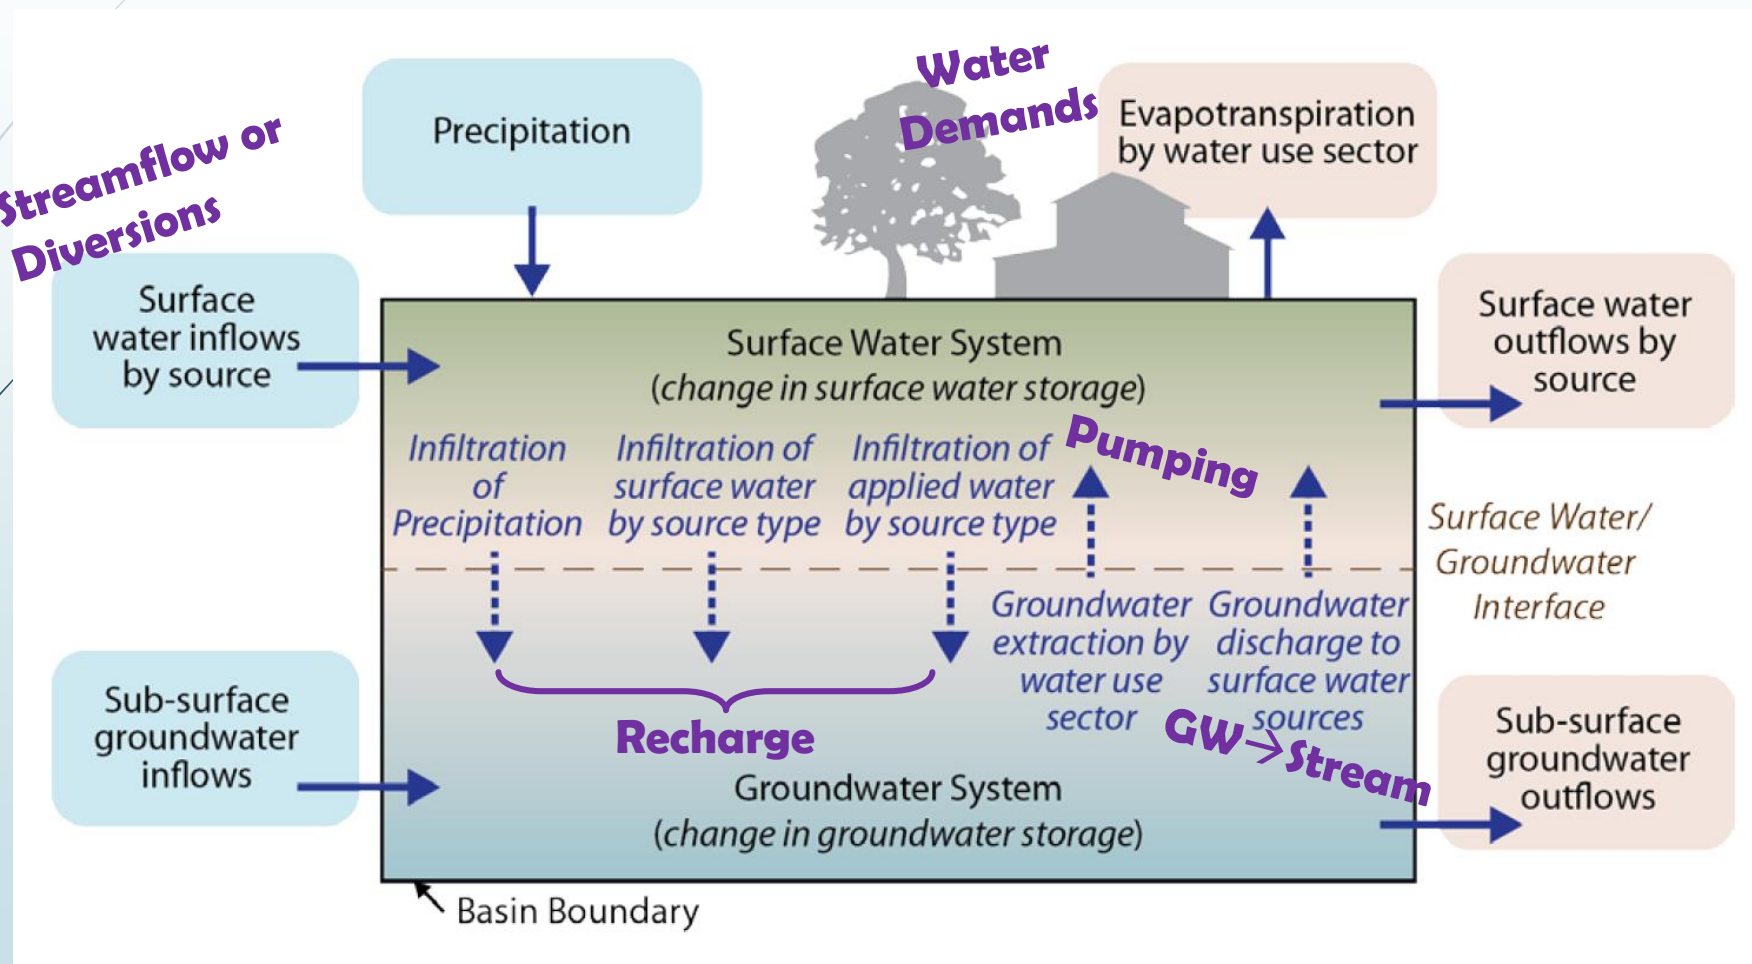 Water
Demands
Streamflow or
Diversions
Precipitation
Evapotranspiration
by water use sector
Surface
water inflows
by source
Surface Water System
(change in surface water storage)
Surface water
outflows by
source
Infiltration
of
Precipitation
Infiltration of
surface water
by source type
Infiltration of
applied water
by source type
Pumping
Surface Water/
Groundwater
Interface
Groundwater
extraction by
water use
sector
Groundwater
discharge to
surface water
sources
Recharge
GW→Stream
Sub-surface
groundwater
inflows
Groundwater System
(change in groundwater storage)
Sub-surface
groundwater
outflows
Basin Boundary